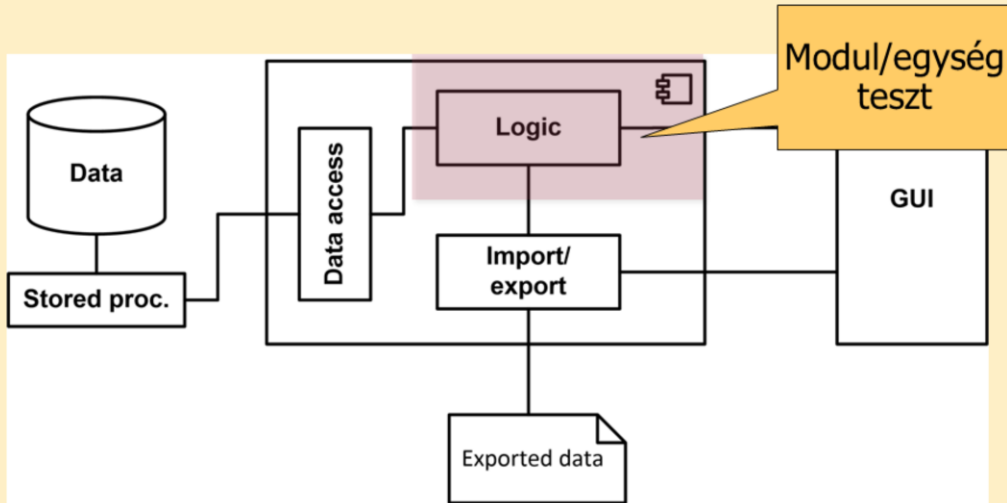 Modul/egység
teszt
Logic
Data
Data access
GUI
Import/
export
Stored proc.
Exported data